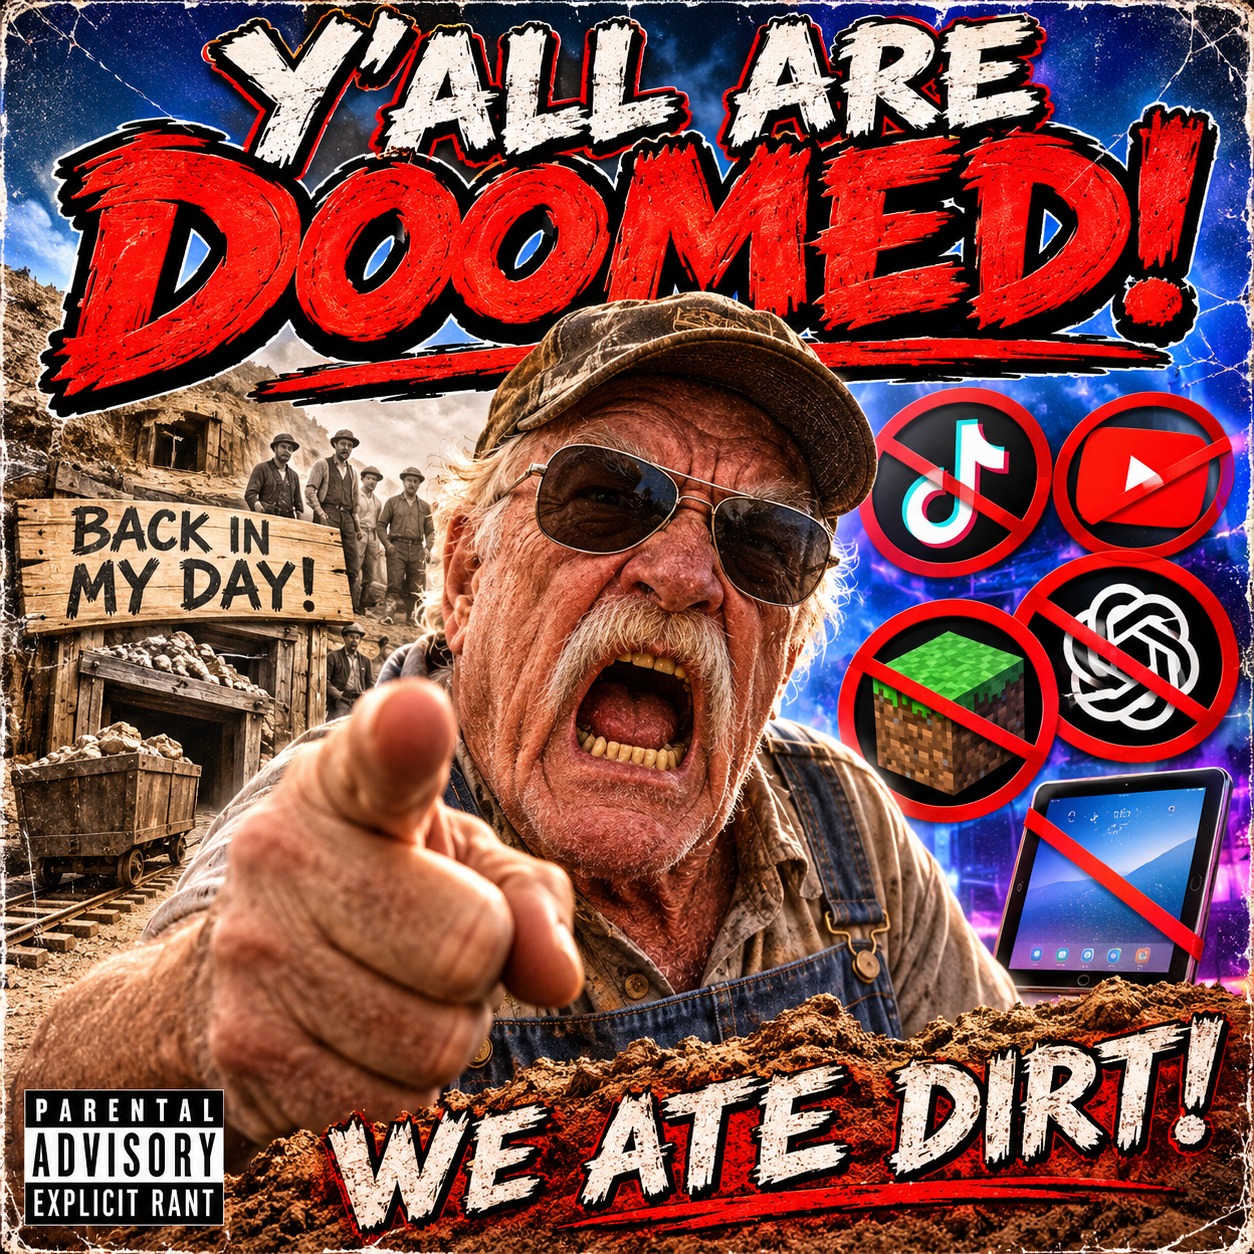 Y'ALL ARE
DOOMED!
BACK IN
MY DAY!
WE ATE DIRT!
PARENTAL
ADVISORY
EXPLICIT RANT